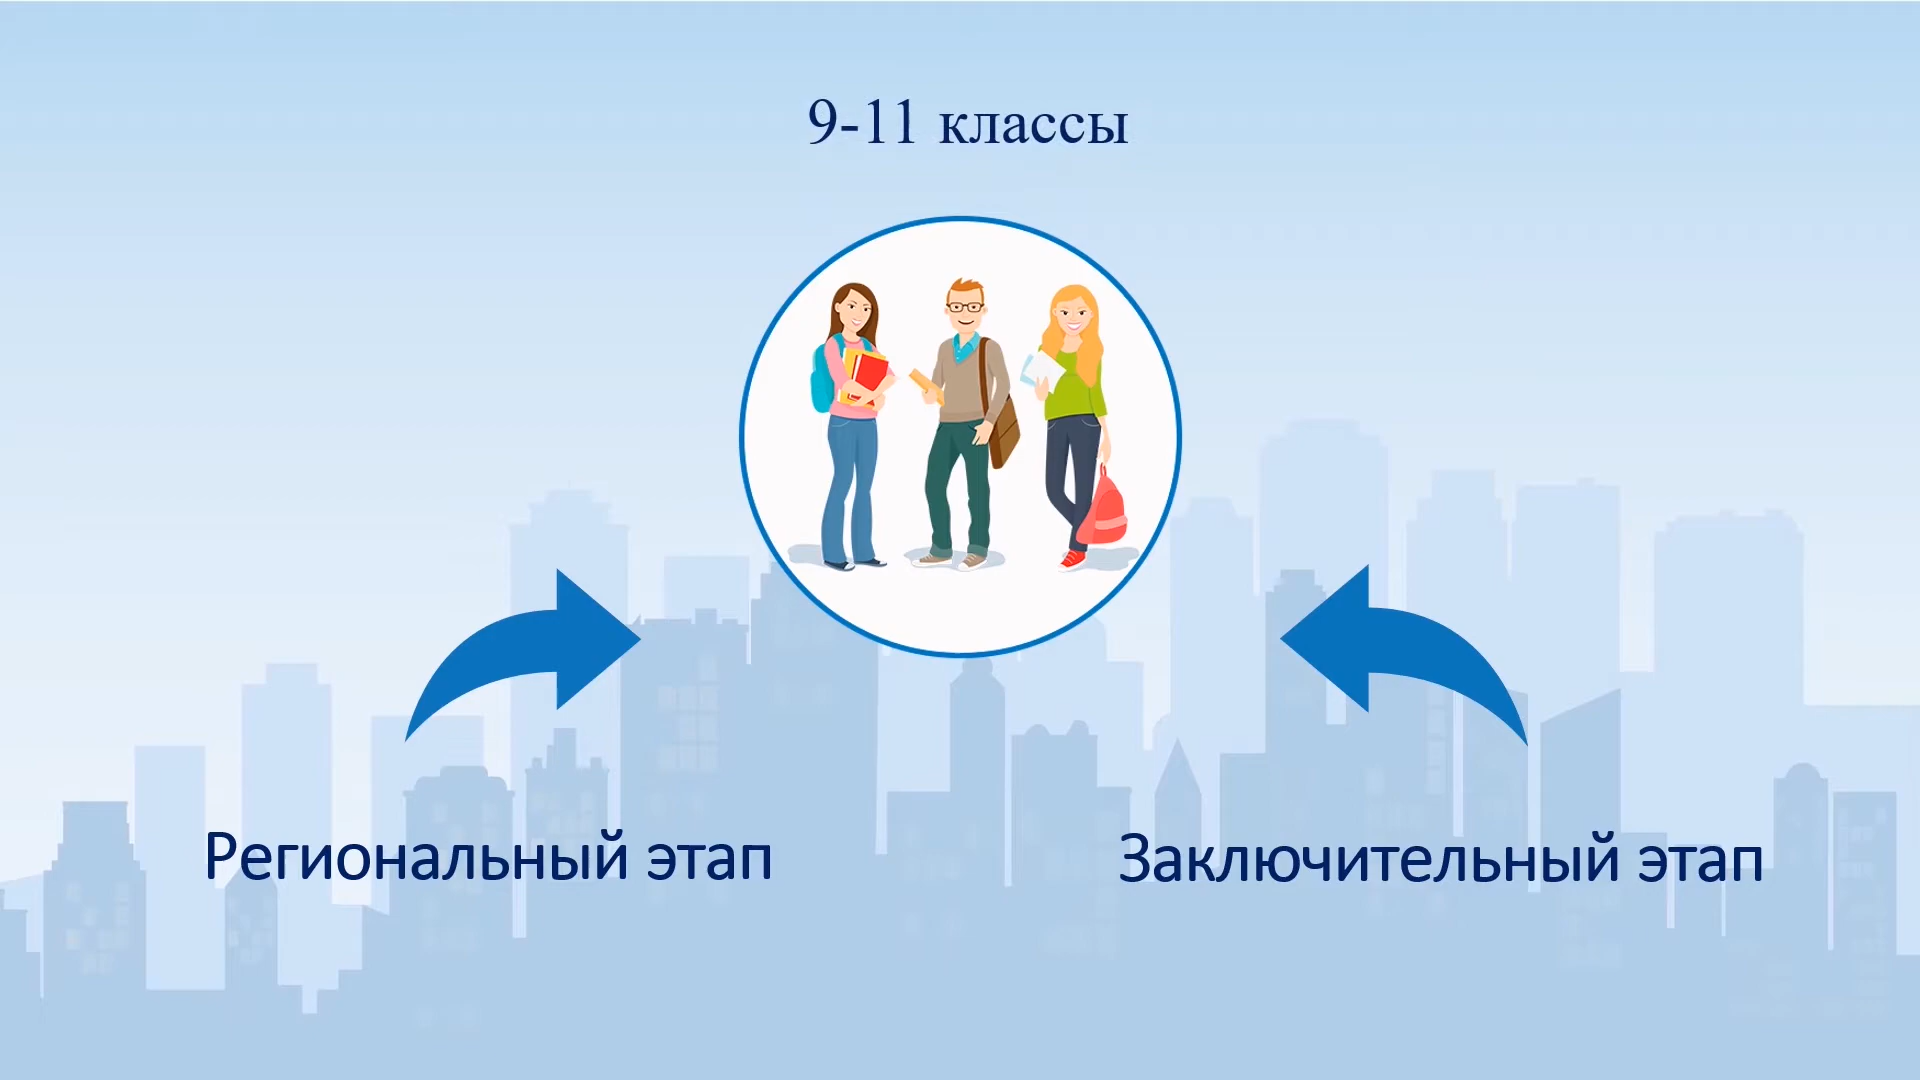 9-11 классы
Региональный этап
Заключительный этап